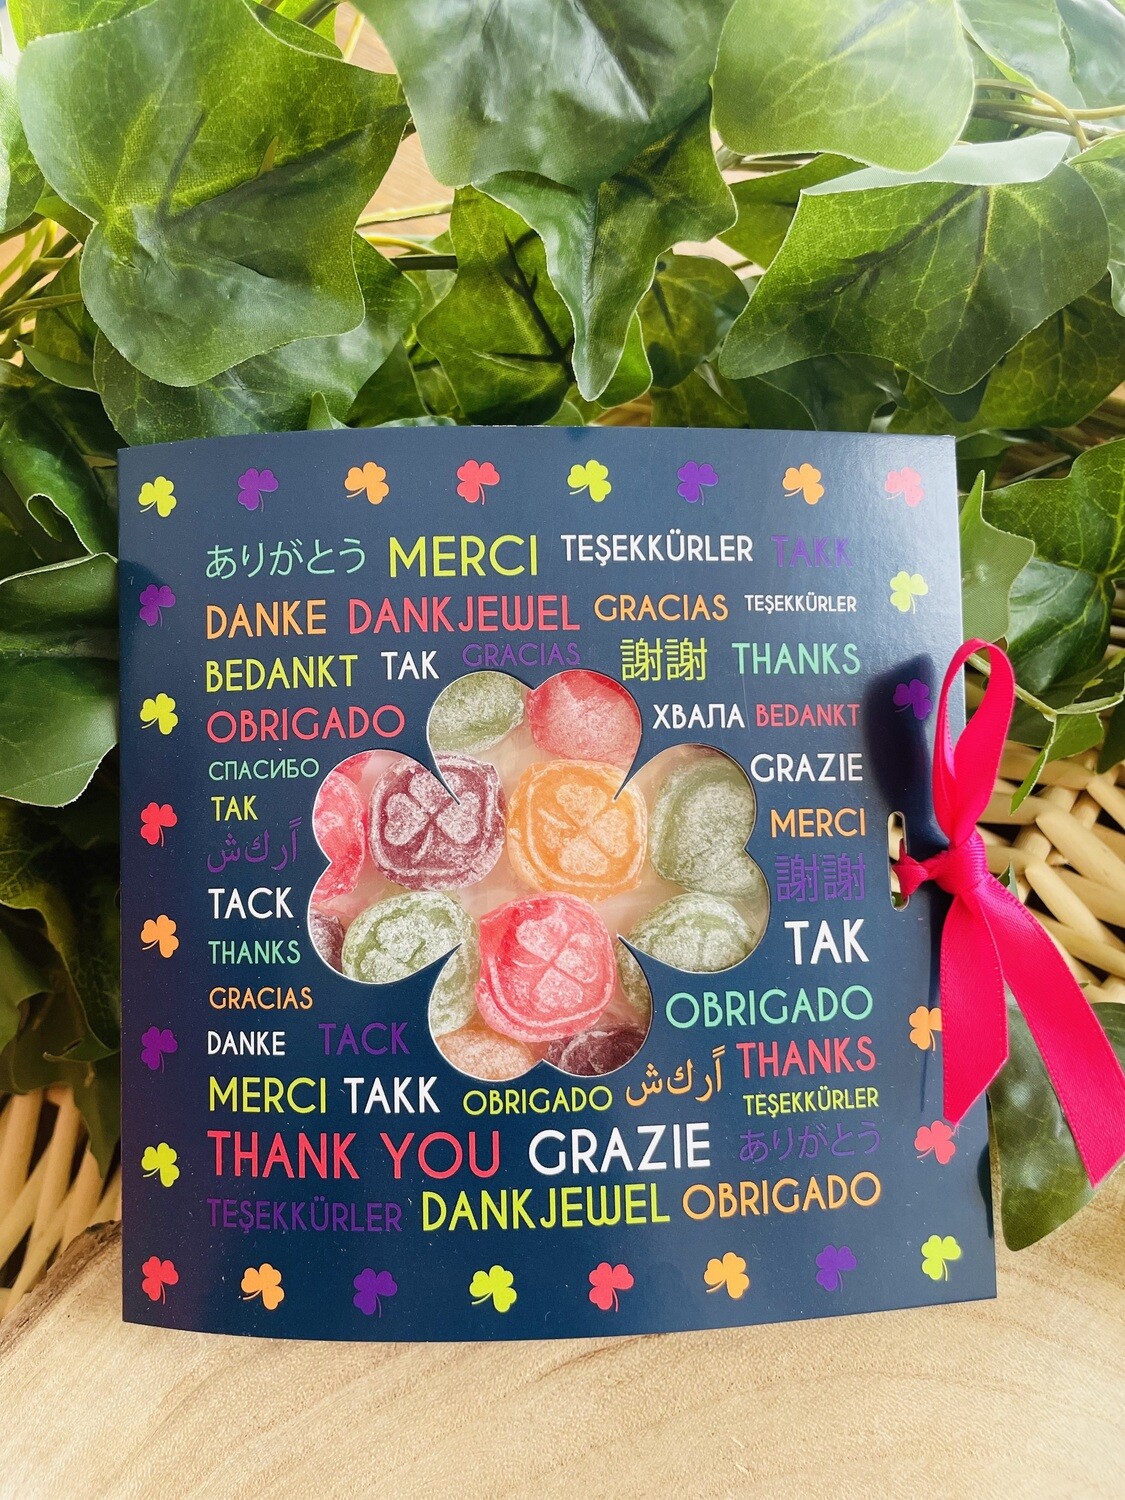 ありがとう MERCI TEŞEKKÜRLER TAKK
DANKE DANKJEWEL GRACIAS TEŞEKKÜRLER
BEDANKT TAK GRACIAS 謝謝 THANKS
OBRIGADO ХВАЛА BEDANKT
СПАСИБО GRAZIE
TAK MERCI
أركش 謝謝
TACK TAK
THANKS
GRACIAS OBRIGADO
DANKE TACK THANKS
MERCI TAKK OBRIGADO أركش TEŞEKKÜRLER
THANK YOU GRAZIE ありがとう
TEŞEKKÜRLER DANKJEWEL OBRIGADO